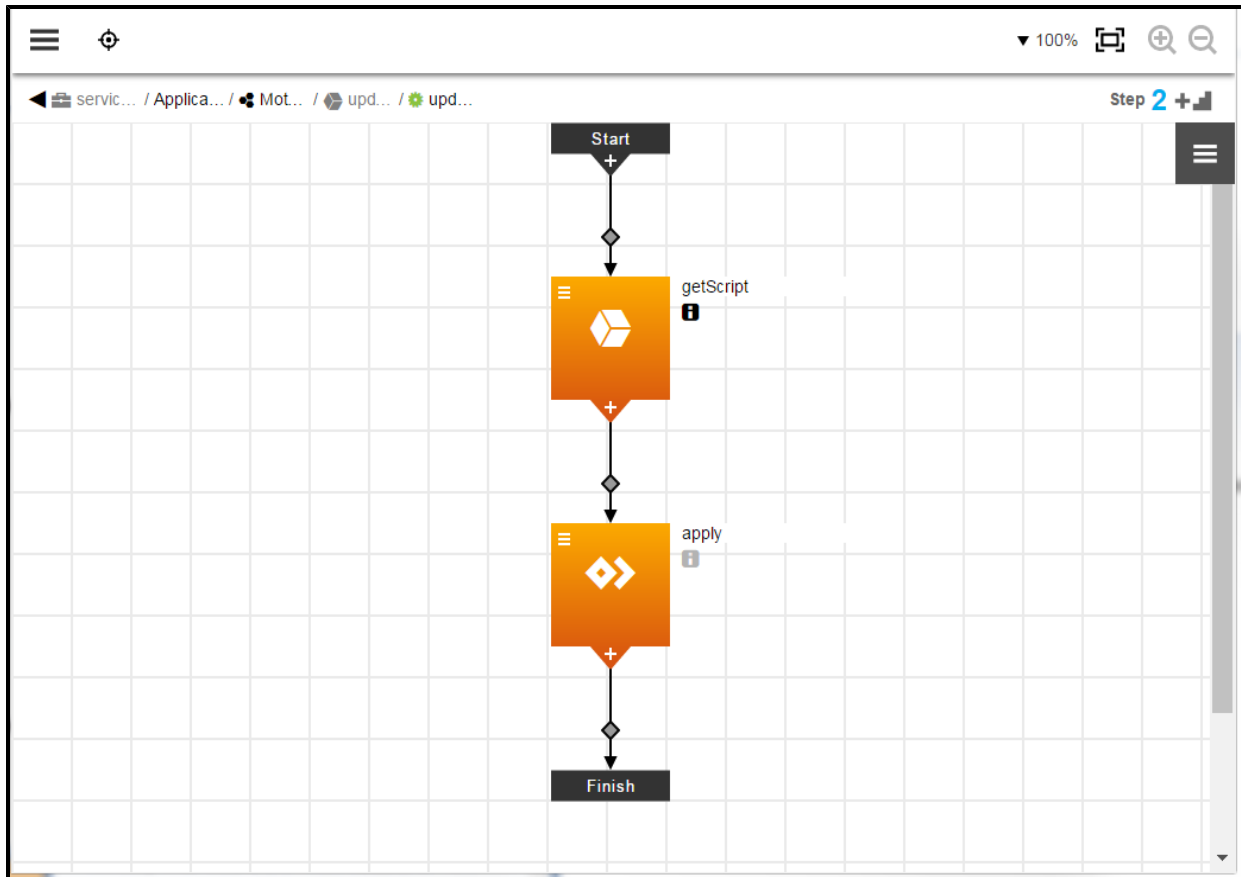 100%
servic... / Applica... / Mot... / upd... / upd...
Step 2
Start
getScript
apply
Finish